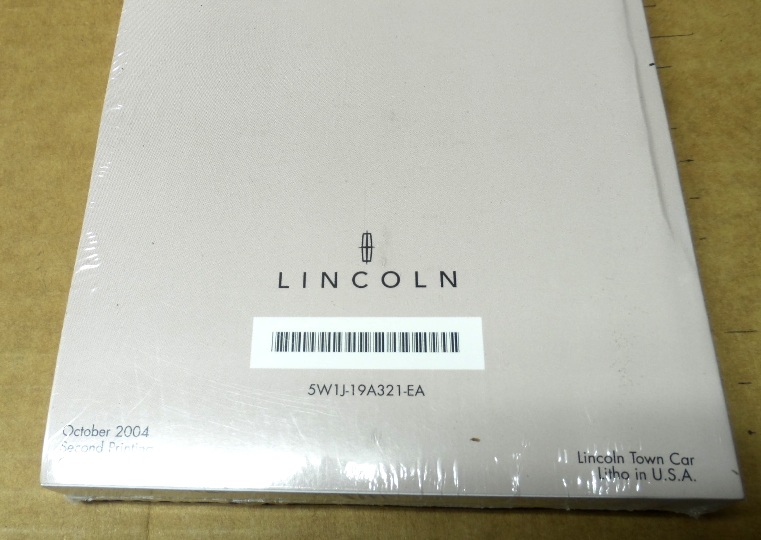 LINCOLN
5W1J-19A321-EA
October 2004
Second Printing
Lincoln Town Car
Litho in U.S.A.